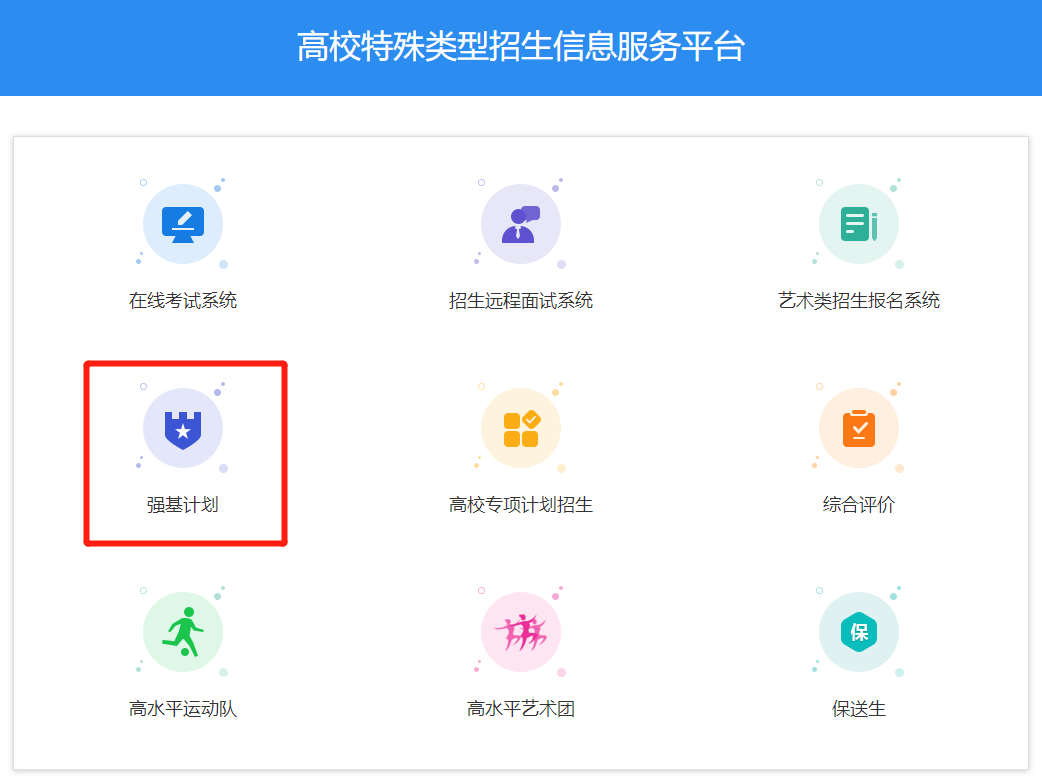 高校特殊类型招生信息服务平台
在线考试系统
招生远程面试系统
艺术类招生报名系统
强基计划
高校专项计划招生
综合评价
保
高水平运动队
高水平艺术团
保送生